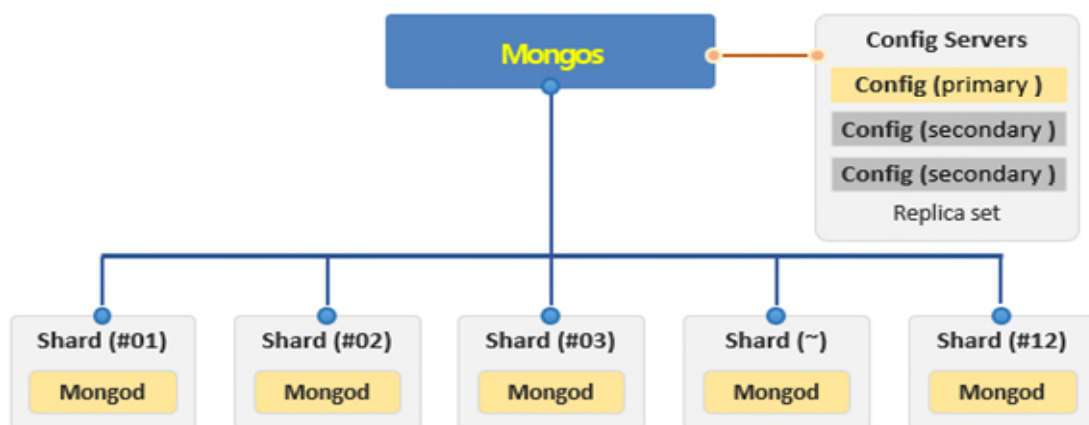 Mongos
Config Servers
Config (primary )
Config (secondary )
Config (secondary )
Replica set
Shard (#01)
Shard (#02)
Shard (#03)
Shard (~)
Shard (#12)
Mongod
Mongod
Mongod
Mongod
Mongod